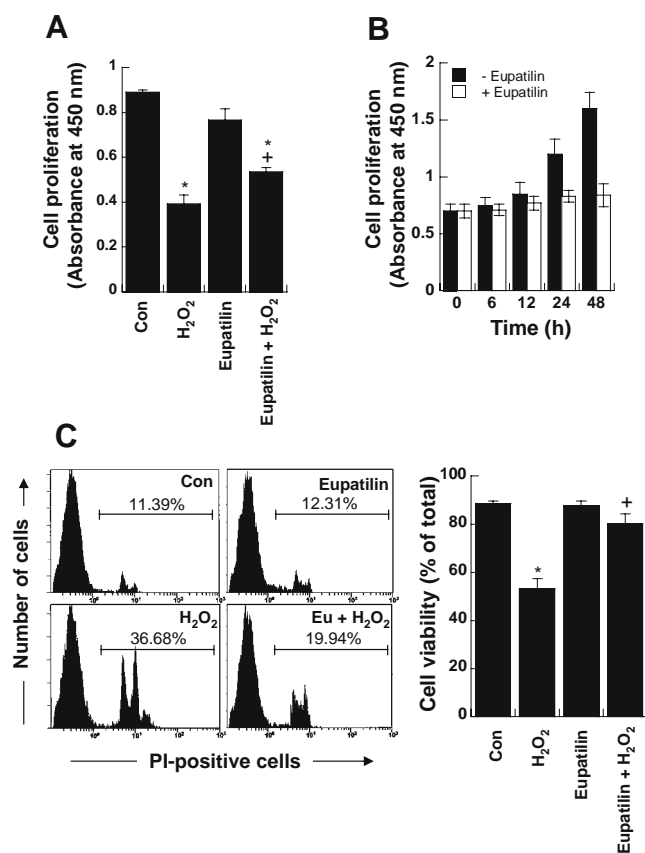 A
Cell proliferation
(Absorbance at 450 nm)
1
0.8
0.6
0.4
0.2
0
*
*
+
Con
H2O2
Eupatilin
Eupatilin + H2O2
B
Cell proliferation
(Absorbance at 450 nm)
2
1.5
1
0.5
0
- Eupatilin
+ Eupatilin
0 6 12 24 48
Time (h)
C
Number of cells
Con
11.39%
Eupatilin
12.31%
H2O2
36.68%
Eu + H2O2
19.94%
PI-positive cells
Cell viability (% of total)
100
80
60
40
20
0
*
+
Con
H2O2
Eupatilin
Eupatilin + H2O2